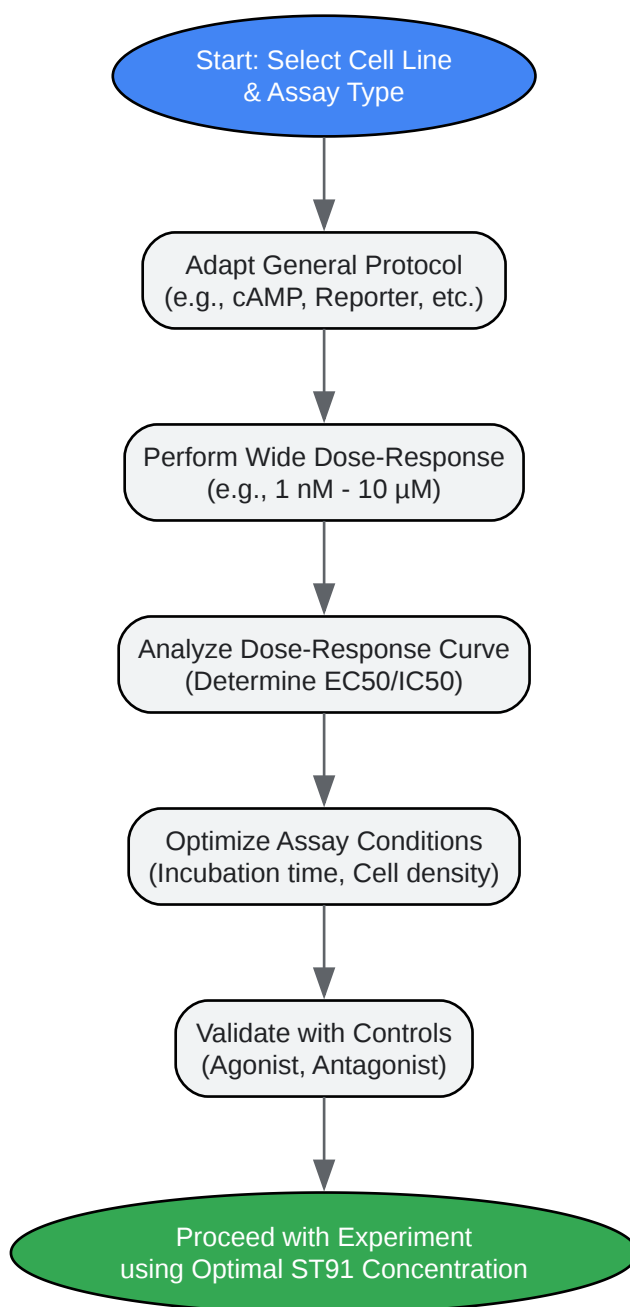 Start: Select Cell Line
& Assay Type
Adapt General Protocol
(e.g., cAMP, Reporter, etc.)
Perform Wide Dose-Response
(e.g., 1 nM - 10 µM)
Analyze Dose-Response Curve
(Determine EC50/IC50)
Optimize Assay Conditions
(Incubation time, Cell density)
Validate with Controls
(Agonist, Antagonist)
Proceed with Experiment
using Optimal ST91 Concentration